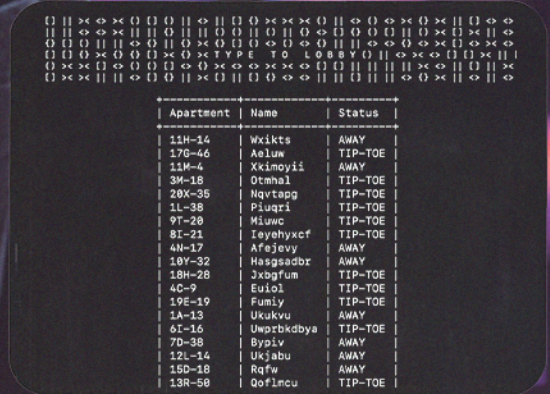 TYPE TO LOBBY
Apartment | Name | Status
11H-14 | Wxikts | AWAY
17G-46 | Aeluw | TIP-TOE
11M-4 | Xkimoyii | AWAY
3M-18 | Otmhal | TIP-TOE
20X-35 | Nqvtapg | TIP-TOE
1L-38 | Piuqri | TIP-TOE
9T-20 | Miuwc | TIP-TOE
8I-21 | Ieyehyxcf | TIP-TOE
4N-17 | Afejevy | AWAY
10Y-32 | Hasgsadbr | AWAY
18H-28 | Jxbgfum | TIP-TOE
4C-9 | Euiol | TIP-TOE
19E-19 | Fumiy | TIP-TOE
1A-13 | Ukukvu | AWAY
6I-16 | Uwprbkdbya | TIP-TOE
7D-38 | Bypiv | AWAY
12L-14 | Ukjabu | AWAY
15D-18 | Rqfw | AWAY
13R-50 | Qoflmcu | TIP-TOE